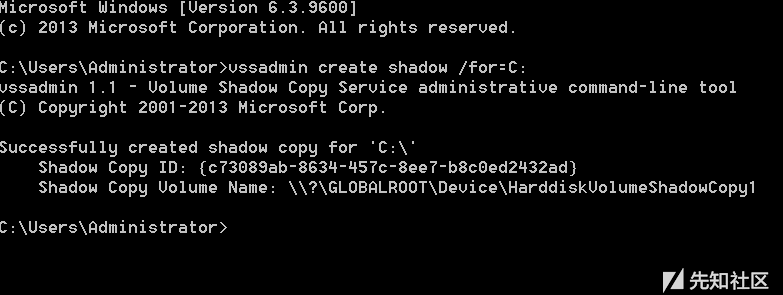 Microsoft Windows [Version 6.3.9600]
(c) 2013 Microsoft Corporation. All rights reserved.
C:\Users\Administrator>vssadmin create shadow /for=C:
vssadmin 1.1 - Volume Shadow Copy Service administrative command-line tool
(C) Copyright 2001-2013 Microsoft Corp.
Successfully created shadow copy for 'C:\'
Shadow Copy ID: {c73089ab-8634-457c-8ee7-b8c0ed2432ad}
Shadow Copy Volume Name: \\?\GLOBALROOT\Device\HarddiskVolumeShadowCopy1
C:\Users\Administrator>
先知社区